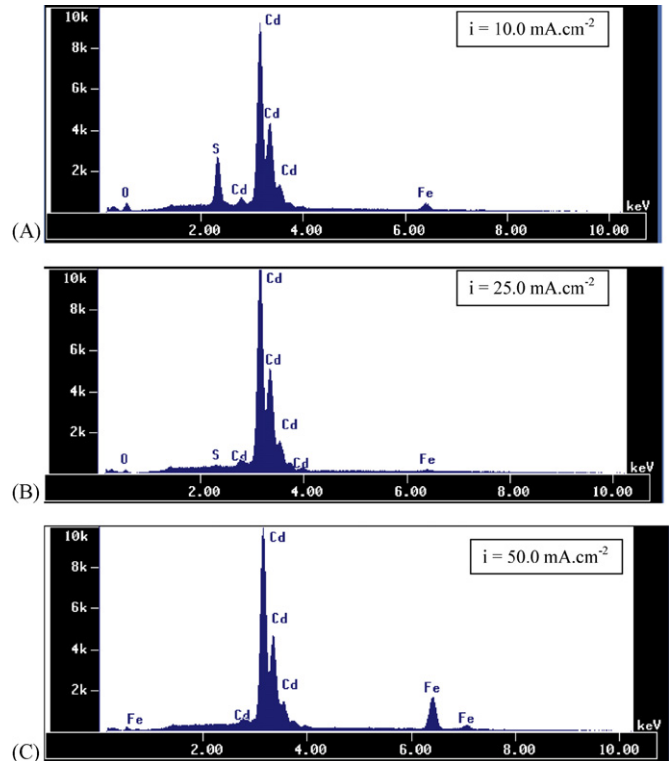 10k
Cd
i = 10.0 mA.cm⁻²
8k
6k
Cd
4k
S
Cd
2k
O
Cd
Fe
keV
(A)
2.00 4.00 6.00 8.00 10.00
10k
Cd
i = 25.0 mA.cm⁻²
8k
6k
Cd
4k
Cd
2k
O S Cd Cd Fe
keV
(B)
2.00 4.00 6.00 8.00 10.00
10k
Cd
i = 50.0 mA.cm⁻²
8k
6k
Cd
4k
Cd Fe
2k
Fe Cd Fe
keV
(C)
2.00 4.00 6.00 8.00 10.00